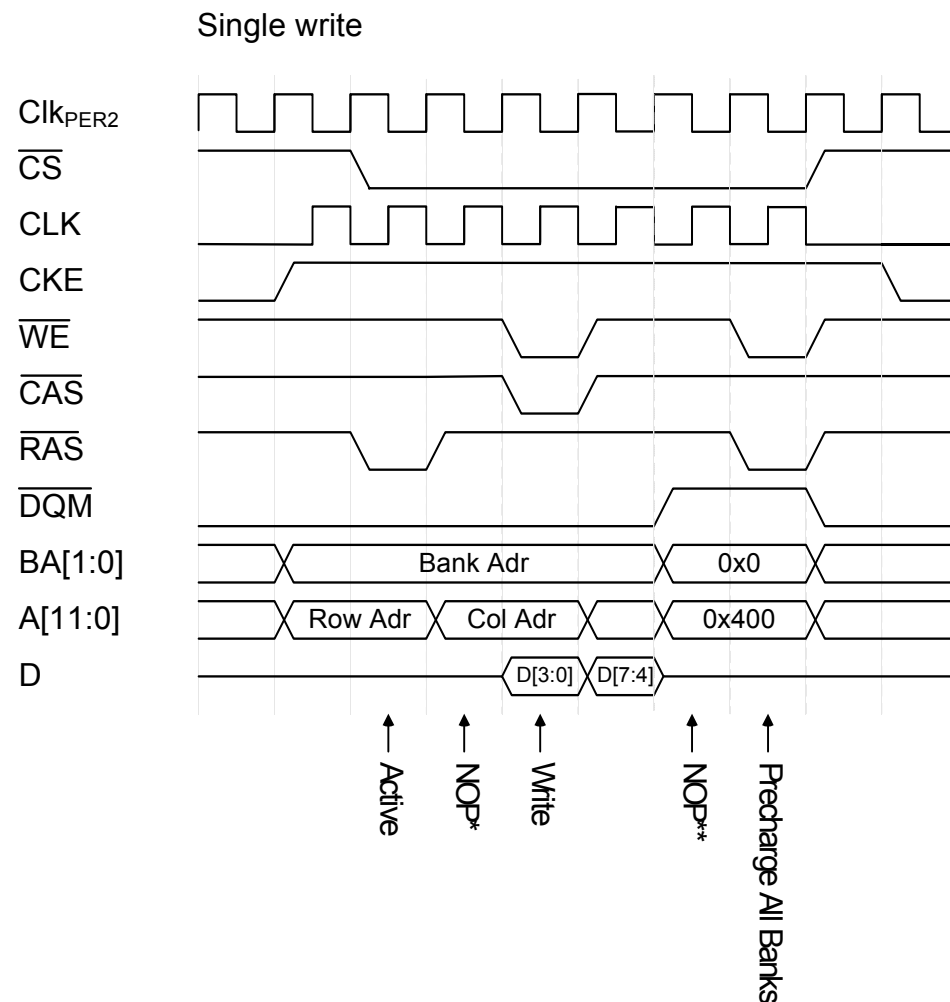 Single write
ClkPER2
CS
CLK
CKE
WE
CAS
RAS
DQM
BA[1:0] Bank Adr 0x0
A[11:0] Row Adr Col Adr 0x400
D D[3:0] D[7:4]
Active
NOP*
Write
NOP**
Precharge All Banks